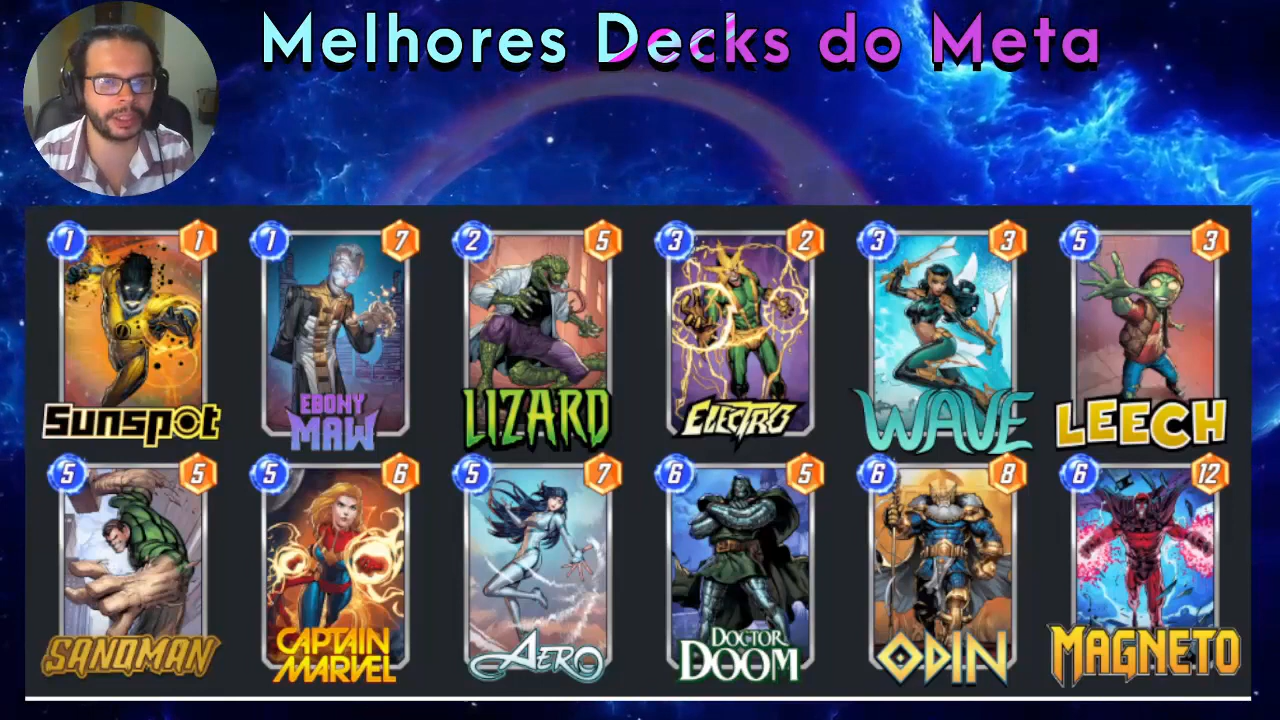 Melhores Decks do Meta
1 1 1 7 2 5 3 2 3 3 5 3
SUNSPOT EBONY MAW LIZARD ELECTRO WAVE LEECH
5 5 5 6 5 7 6 5 6 8 6 12
SANDMAN CAPTAIN MARVEL AERO DOCTOR DOOM ODIN MAGNETO